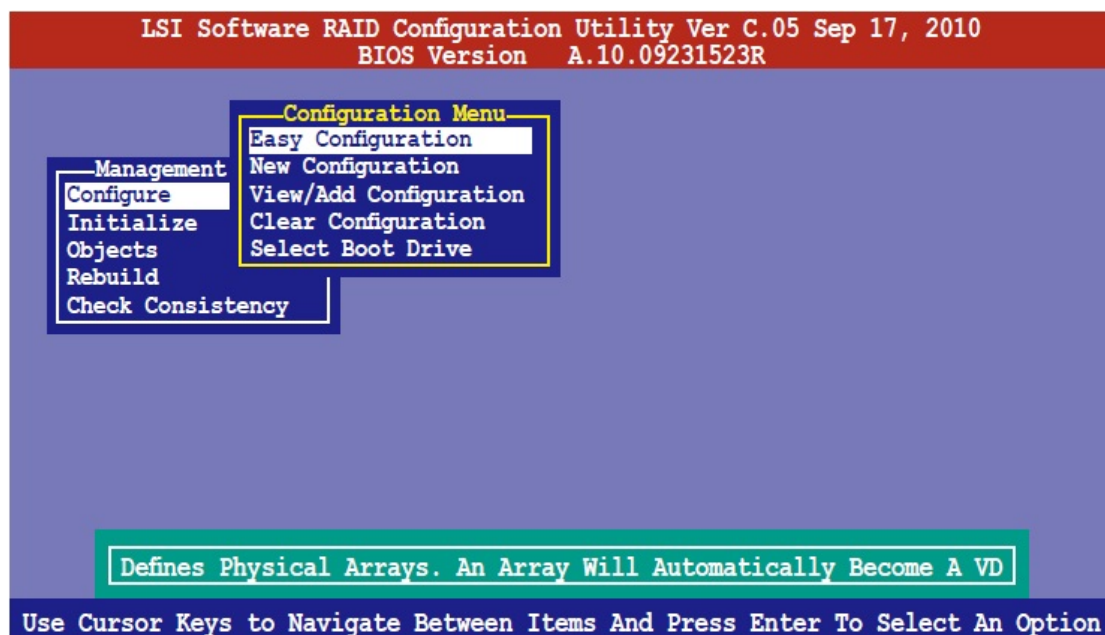 LSI Software RAID Configuration Utility Ver C.05 Sep 17, 2010
BIOS Version A.10.09231523R
Configuration Menu
Easy Configuration
New Configuration
View/Add Configuration
Clear Configuration
Select Boot Drive
Management
Configure
Initialize
Objects
Rebuild
Check Consistency
Defines Physical Arrays. An Array Will Automatically Become A VD
Use Cursor Keys to Navigate Between Items And Press Enter To Select An Option